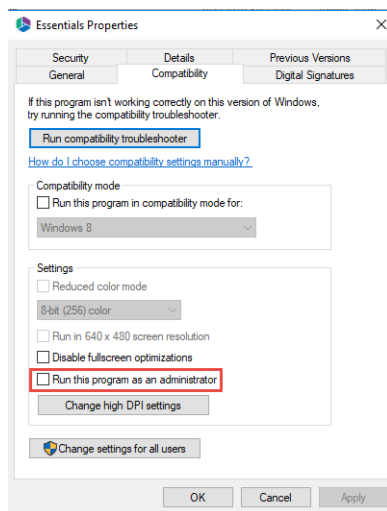 Essentials Properties
Security Details Previous Versions
General Compatibility Digital Signatures
If this program isn't working correctly on this version of Windows,
try running the compatibility troubleshooter.
Run compatibility troubleshooter
How do I choose compatibility settings manually?
Compatibility mode
Run this program in compatibility mode for:
Windows 8
Settings
Reduced color mode
8-bit (256) color
Run in 640 x 480 screen resolution
Disable fullscreen optimizations
Run this program as an administrator
Change high DPI settings
Change settings for all users
OK Cancel Apply